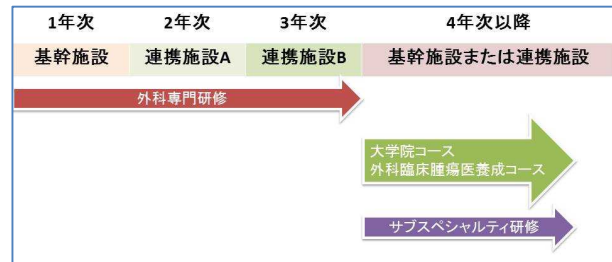 1年次 2年次 3年次 4年次以降
基幹施設 連携施設A 連携施設B 基幹施設または連携施設
外科専門研修
大学院コース
外科臨床腫瘍医養成コース
サブスペシャルティ研修